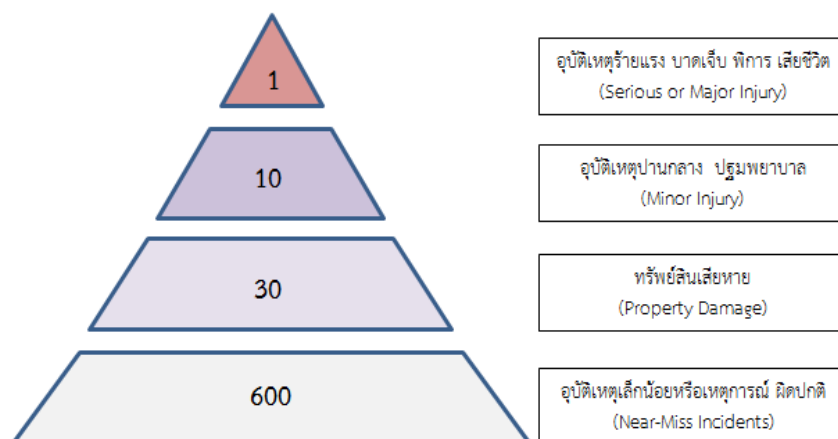 1
อุบัติเหตุร้ายแรง บาดเจ็บ พิการ เสียชีวิต
(Serious or Major Injury)
10
อุบัติเหตุปานกลาง ปฐมพยาบาล
(Minor Injury)
30
ทรัพย์สินเสียหาย
(Property Damage)
600
อุบัติเหตุเล็กน้อยหรือเหตุการณ์ ผิดปกติ
(Near-Miss Incidents)